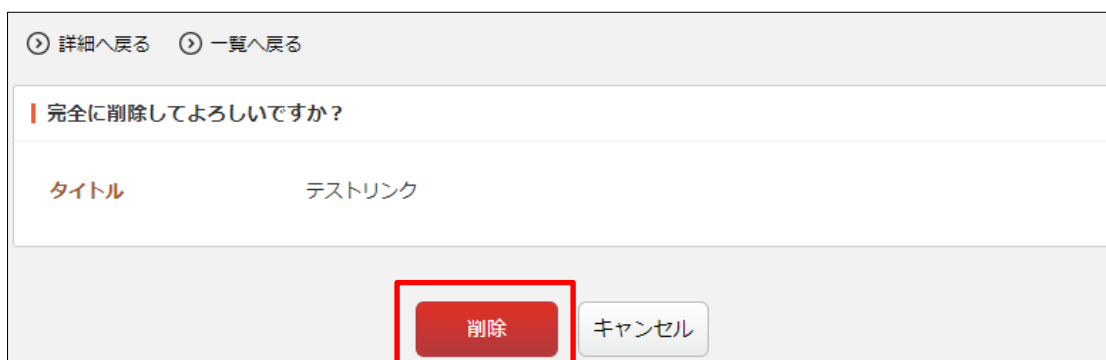 詳細へ戻る 一覧へ戻る
完全に削除してよろしいですか？
タイトル テストリンク
削除 キャンセル